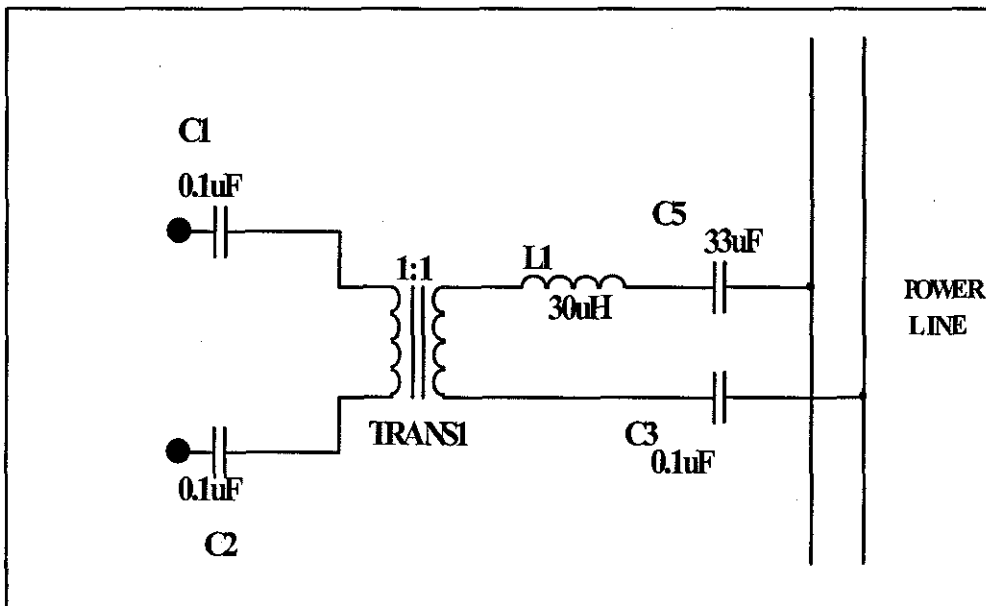 C1
0.1uF
C5
33uF
L1
1:1
30uH
POWER
LINE
TRANS1
C3
0.1uF
0.1uF
C2